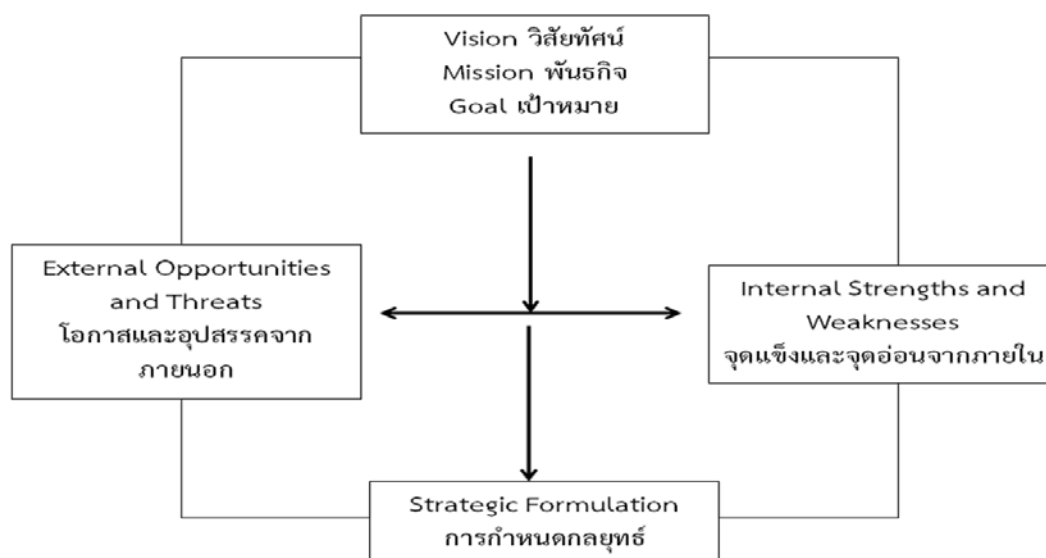 Vision วิสัยทัศน์
Mission พันธกิจ
Goal เป้าหมาย
External Opportunities
and Threats
โอกาสและอุปสรรคจาก
ภายนอก
Internal Strengths and
Weaknesses
จุดแข็งและจุดอ่อนจากภายใน
Strategic Formulation
การกำหนดกลยุทธ์